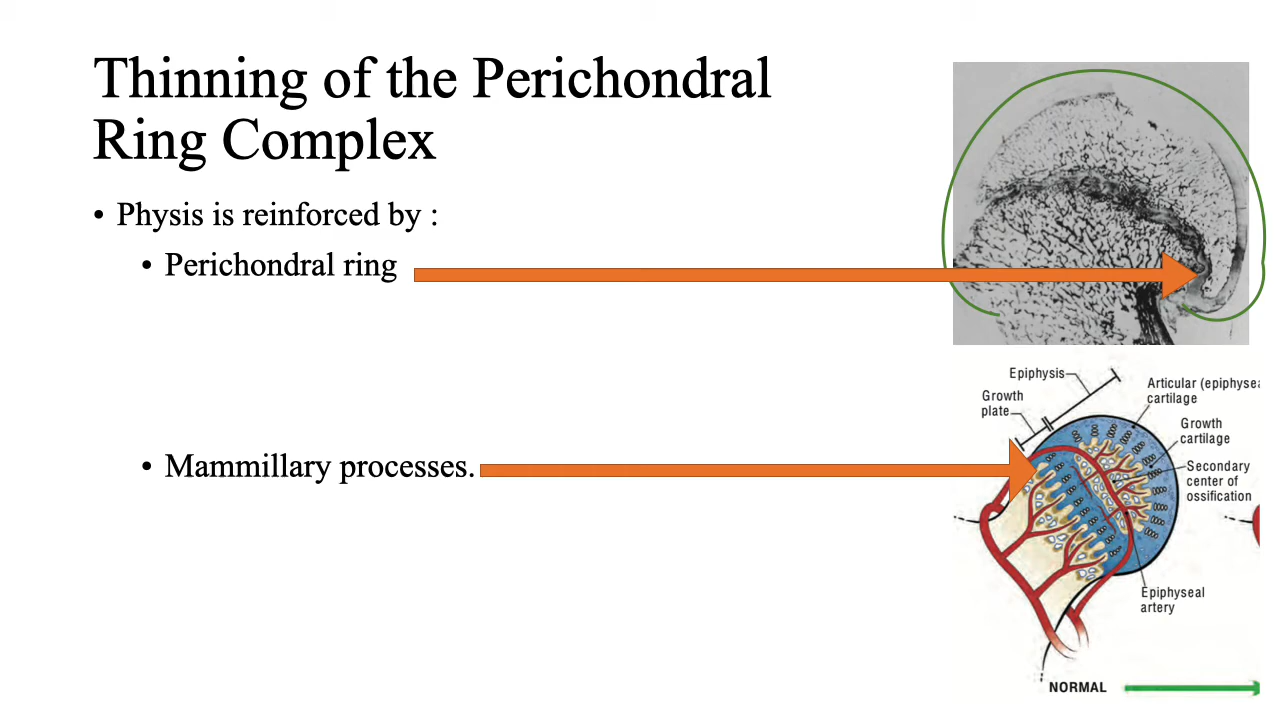 Thinning of the Perichondral
Ring Complex
• Physis is reinforced by :
• Perichondral ring
• Mammillary processes.
Epiphysis
Growth
plate
Articular (epiphysea
cartilage
Growth
cartilage
Secondary
center of
ossification
Epiphyseal
artery
NORMAL